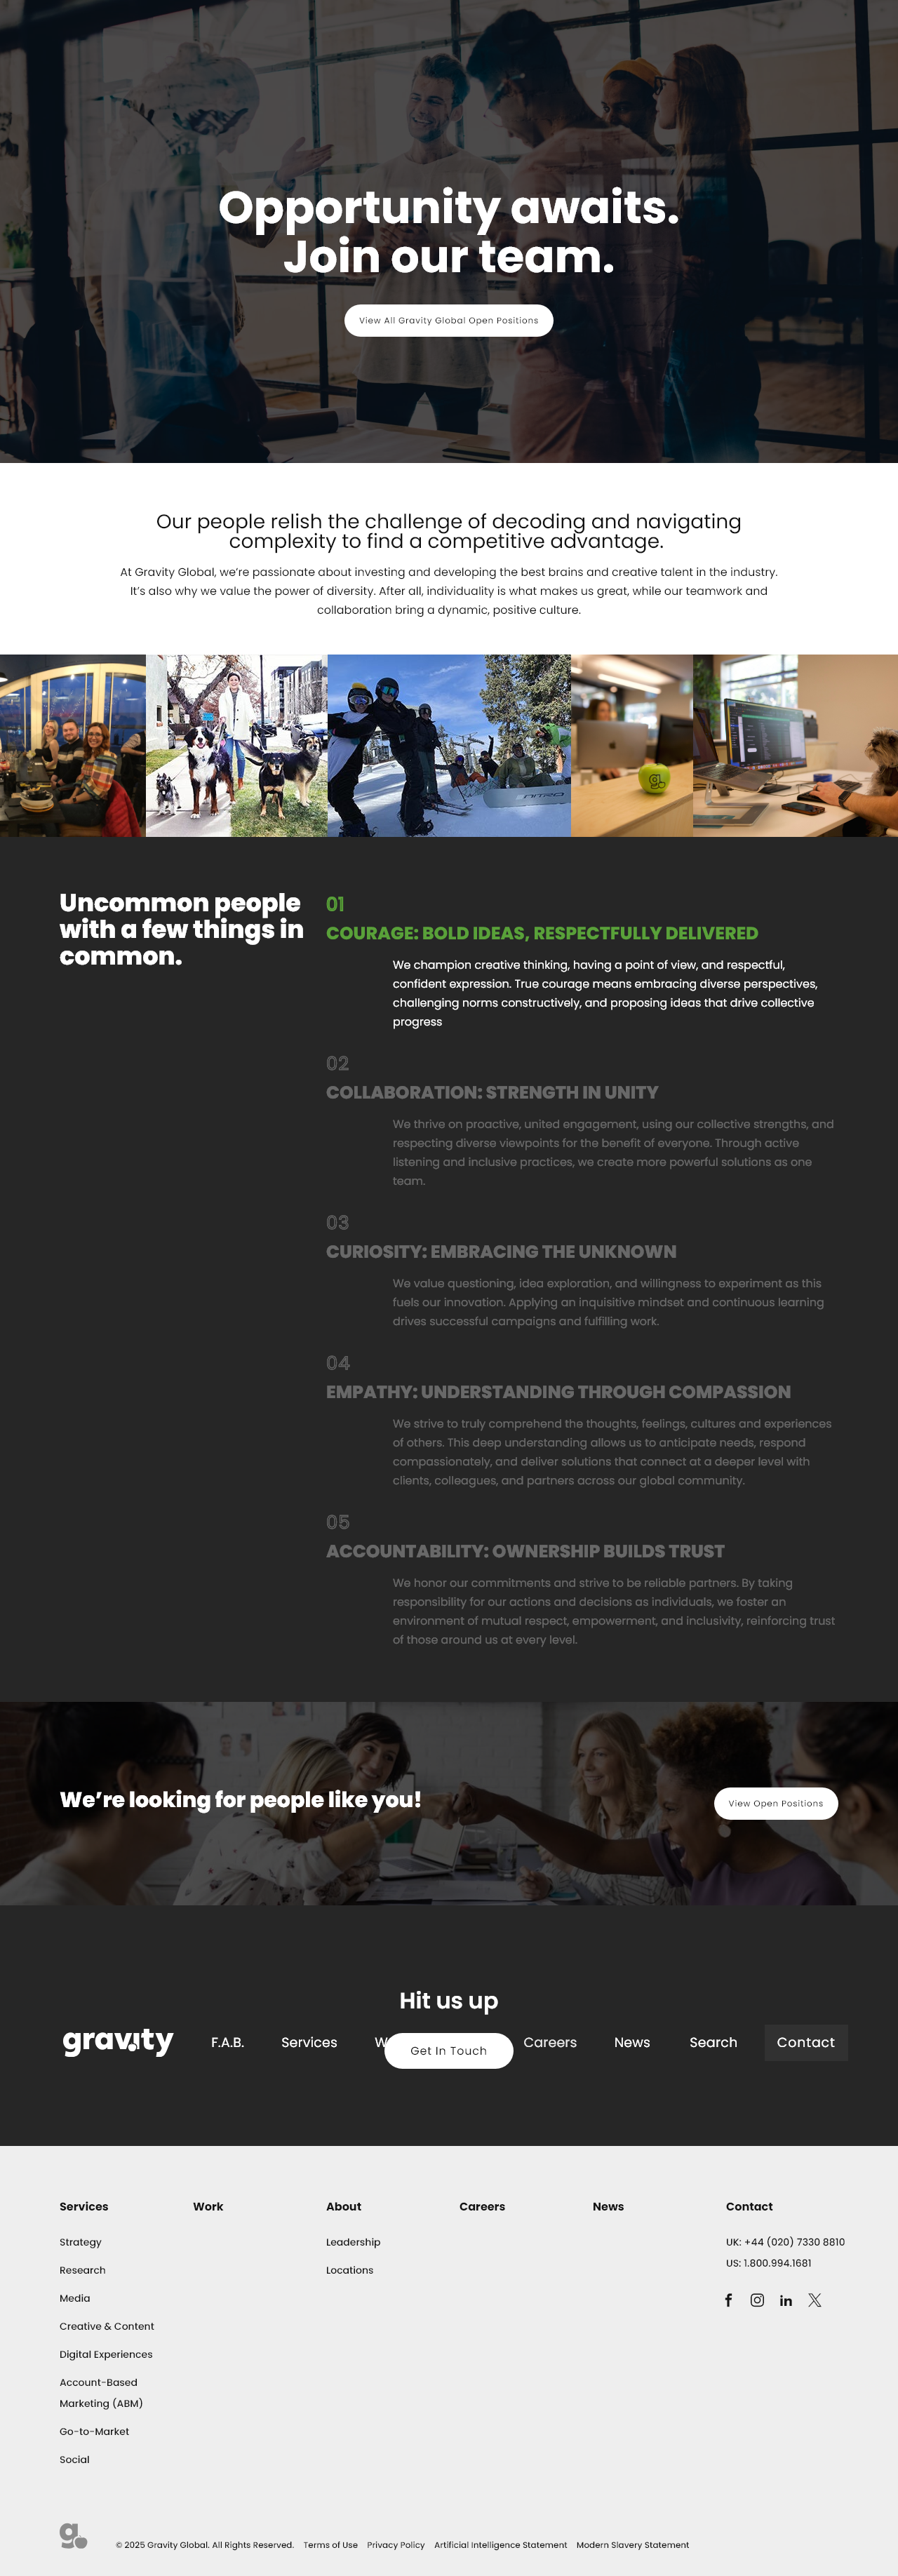 Opportunity awaits.
Join our team.
View All Gravity Global Open Positions
Our people relish the challenge of decoding and navigating
complexity to find a competitive advantage.
At Gravity Global, we’re passionate about investing and developing the best brains and creative talent in the industry.
It’s also why we value the power of diversity. After all, individuality is what makes us great, while our teamwork and
collaboration bring a dynamic, positive culture.
Uncommon people
with a few things in
common.
01
COURAGE: BOLD IDEAS, RESPECTFULLY DELIVERED
We champion creative thinking, having a point of view, and respectful,
confident expression. True courage means embracing diverse perspectives,
challenging norms constructively, and proposing ideas that drive collective
progress
02
COLLABORATION: STRENGTH IN UNITY
We thrive on proactive, united engagement, using our collective strengths, and
respecting diverse viewpoints for the benefit of everyone. Through active
listening and inclusive practices, we create more powerful solutions as one
team.
03
CURIOSITY: EMBRACING THE UNKNOWN
We value questioning, idea exploration, and willingness to experiment as this
fuels our innovation. Applying an inquisitive mindset and continuous learning
drives successful campaigns and fulfilling work.
04
EMPATHY: UNDERSTANDING THROUGH COMPASSION
We strive to truly comprehend the thoughts, feelings, cultures and experiences
of others. This deep understanding allows us to anticipate needs, respond
compassionately, and deliver solutions that connect at a deeper level with
clients, colleagues, and partners across our global community.
05
ACCOUNTABILITY: OWNERSHIP BUILDS TRUST
We honor our commitments and strive to be reliable partners. By taking
responsibility for our actions and decisions as individuals, we foster an
environment of mutual respect, empowerment, and inclusivity, reinforcing trust
of those around us at every level.
We’re looking for people like you!
View Open Positions
Hit us up
gravity F.A.B. Services Careers News Search Contact
Get In Touch
Services Work About Careers News Contact
Strategy Leadership UK: +44 (020) 7330 8810
US: 1.800.994.1681
Research Locations
Media
Creative & Content
Digital Experiences
Account-Based
Marketing (ABM)
Go-to-Market
Social
© 2025 Gravity Global. All Rights Reserved. Terms of Use Privacy Policy Artificial Intelligence Statement Modern Slavery Statement